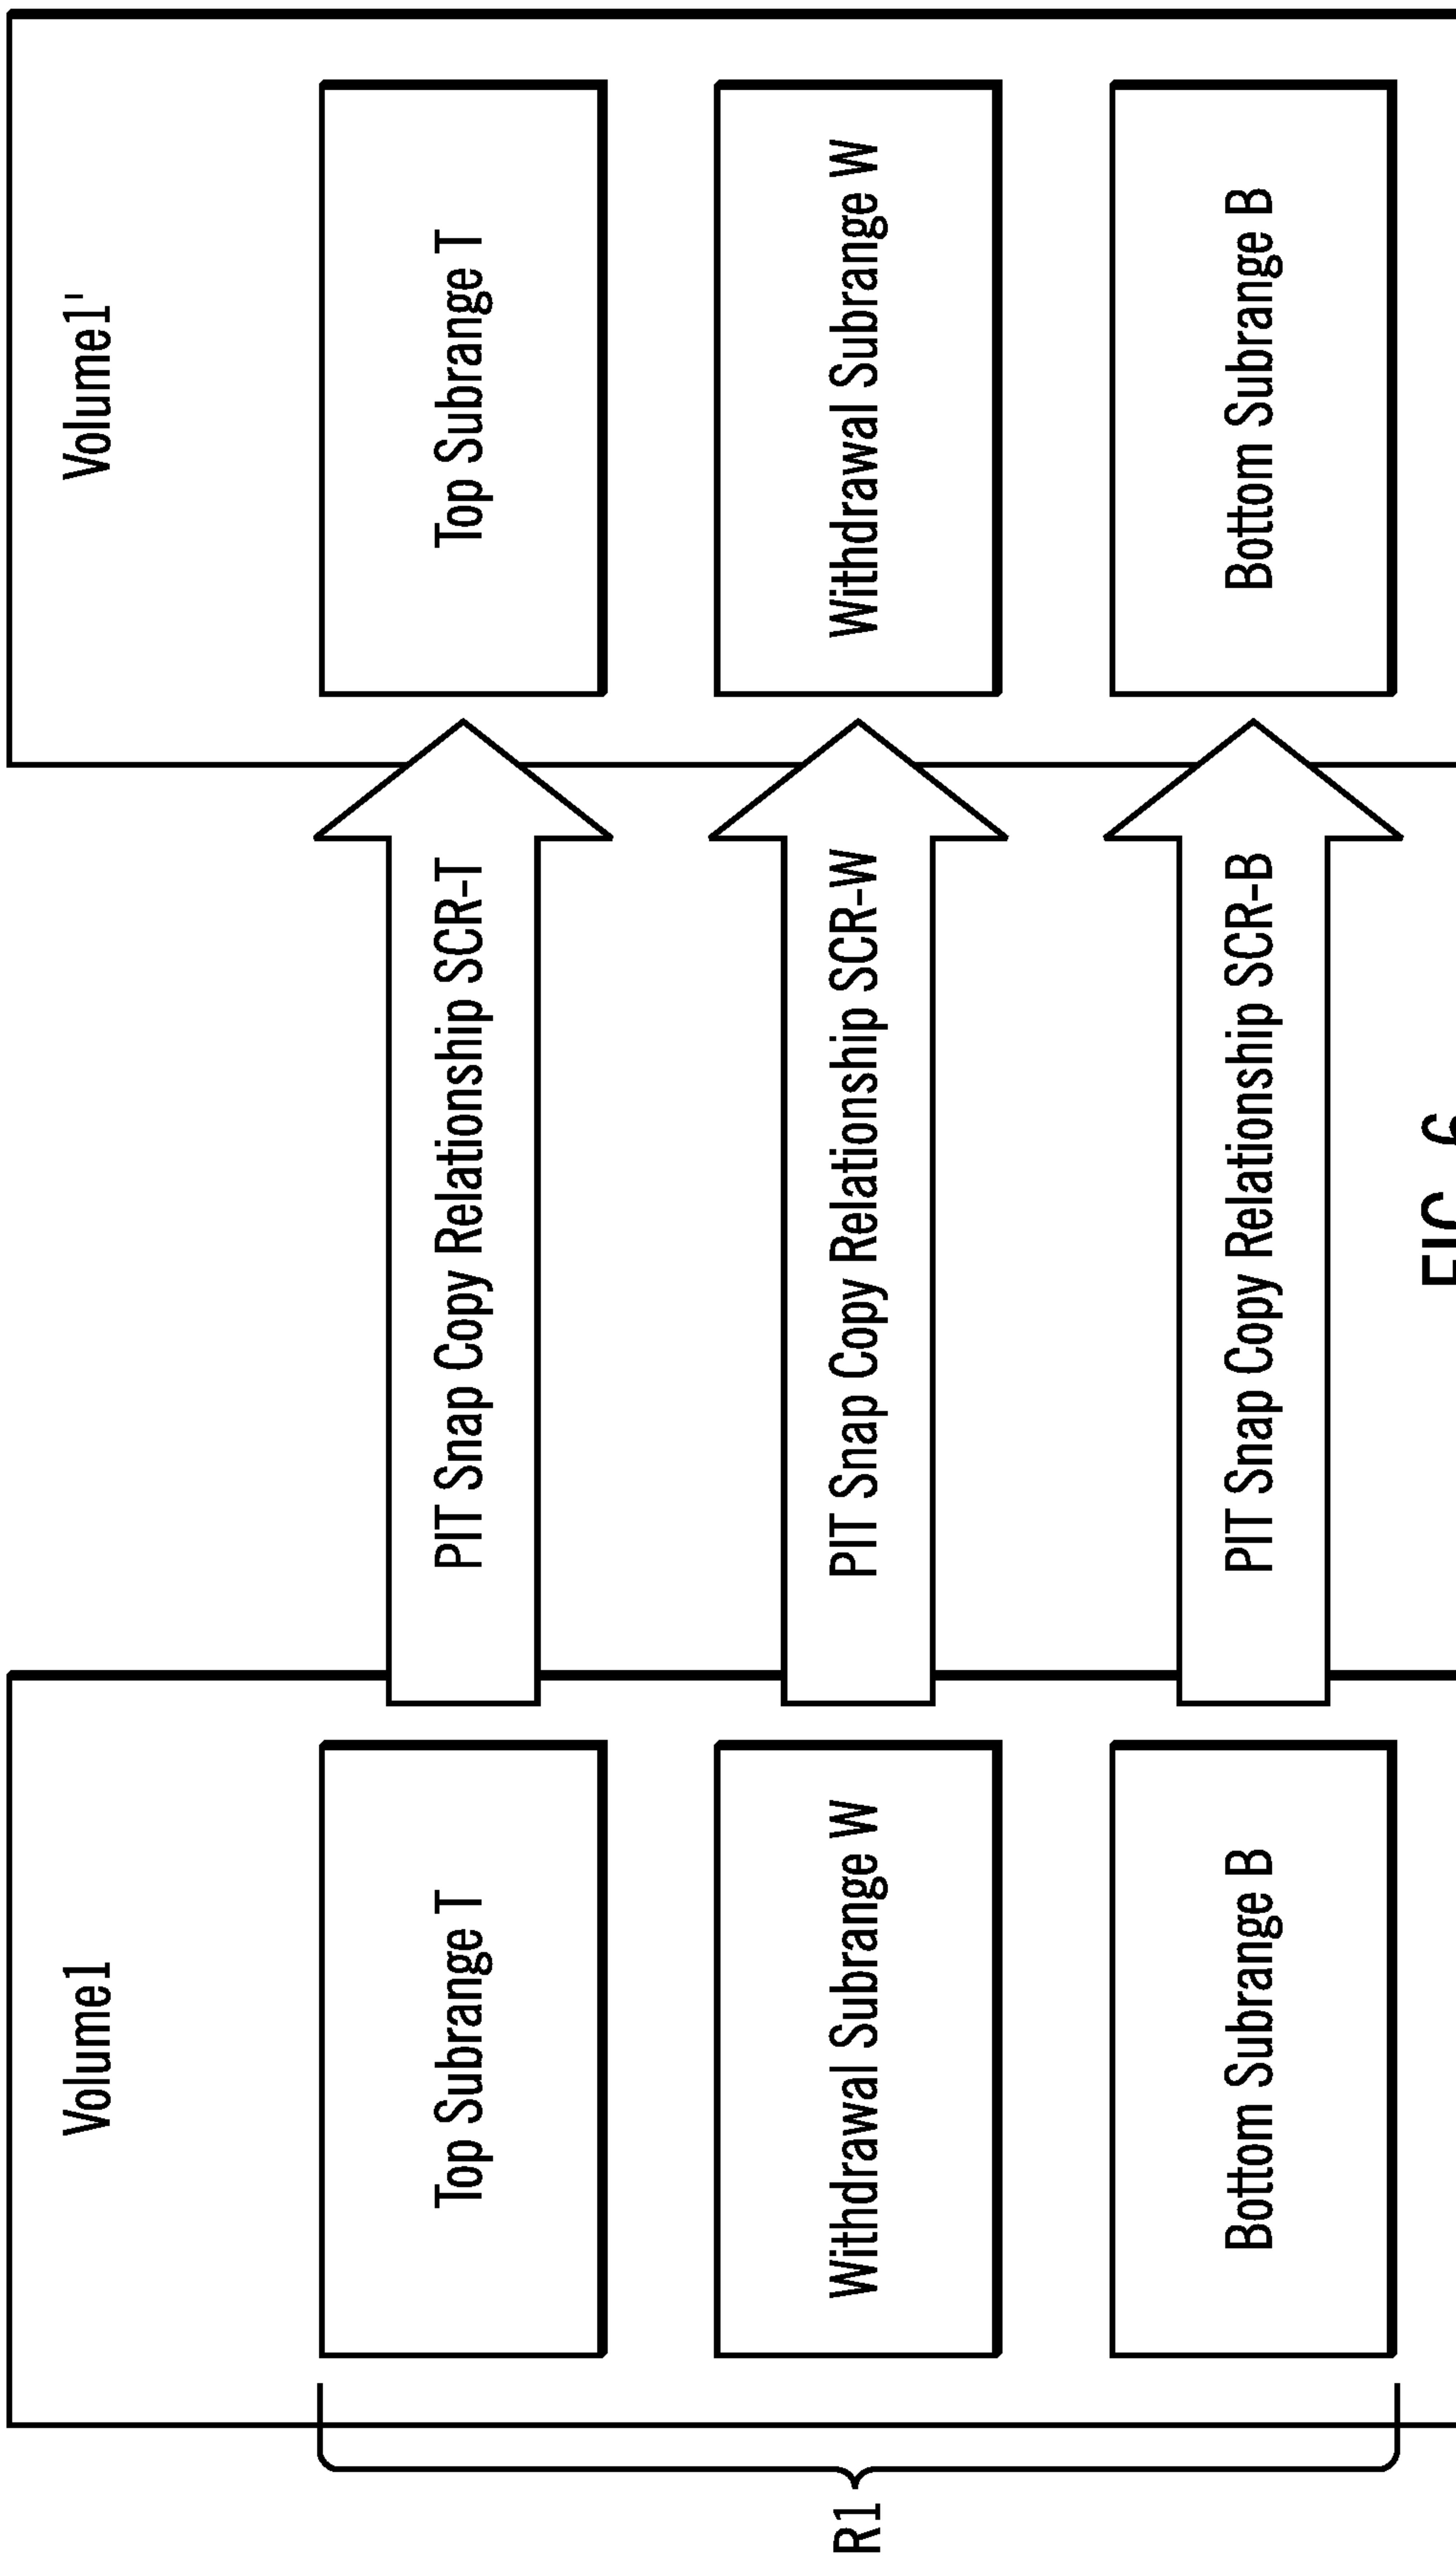 Volume1
Volume1'
R1
Top Subrange T
PIT Snap Copy Relationship SCR-T
Top Subrange T
Withdrawal Subrange W
PIT Snap Copy Relationship SCR-W
Withdrawal Subrange W
Bottom Subrange B
PIT Snap Copy Relationship SCR-B
Bottom Subrange B